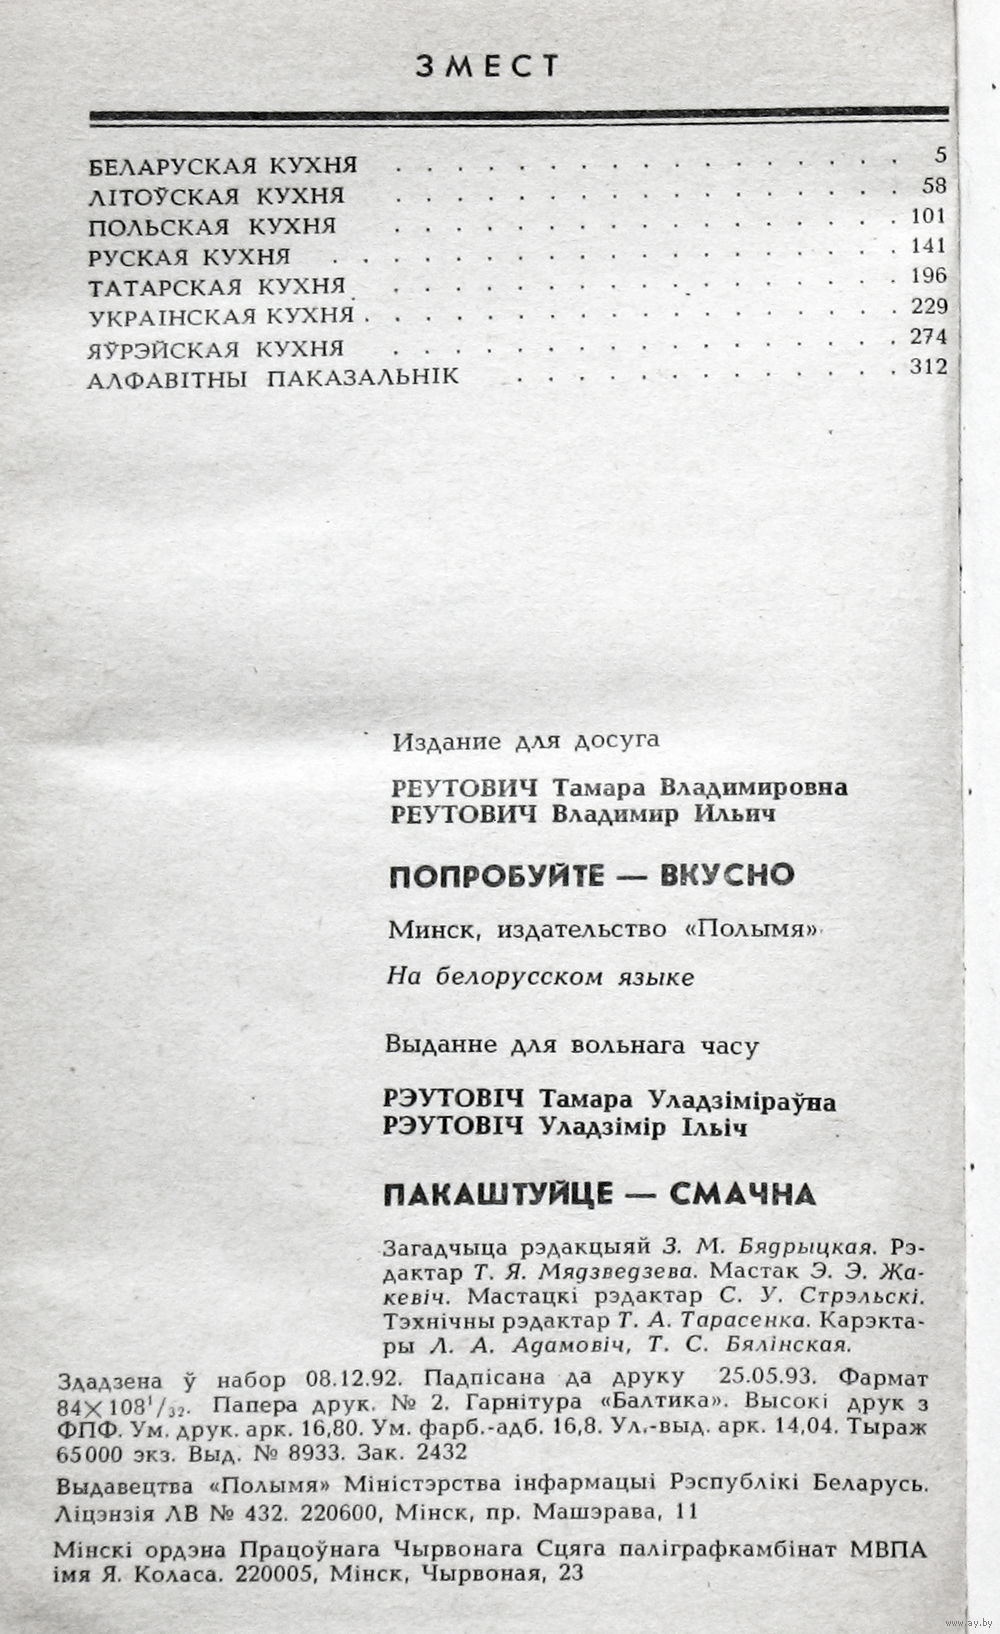 ЗМЕСТ
БЕЛАРУСКАЯ КУХНЯ . . . . . . . . . . . . . . . . . 5
ЛІТОЎСКАЯ КУХНЯ . . . . . . . . . . . . . . . . . 58
ПОЛЬСКАЯ КУХНЯ . . . . . . . . . . . . . . . . . 101
РУСКАЯ КУХНЯ . . . . . . . . . . . . . . . . . . . 141
ТАТАРСКАЯ КУХНЯ . . . . . . . . . . . . . . . . . 196
УКРАІНСКАЯ КУХНЯ . . . . . . . . . . . . . . . . . . 229
ЯЎРЭЙСКАЯ КУХНЯ . . . . . . . . . . . . . . . . . 274
АЛФАВІТНЫ ПАКАЗАЛЬНІК . . . . . . . . . . . . . 312
Издание для досуга
РЕУТОВИЧ Тамара Владимировна
РЕУТОВИЧ Владимир Ильич
ПОПРОБУЙТЕ — ВКУСНО
Минск, издательство «Полымя»
На белорусском языке
Выданне для вольнага часу
РЭУТОВІЧ Тамара Уладзіміраўна
РЭУТОВІЧ Уладзімір Ільіч
ПАКАШТУЙЦЕ — СМАЧНА
Загадчыца рэдакцыяй З. М. Бядрыцкая. Рэ-
дактар Т. Я. Мядзведзева. Мастак Э. Э. Жа-
кевіч. Мастацкі рэдактар С. У. Стрэльскі.
Тэхнічны рэдактар Т. А. Тарасенка. Карэкта-
ры Л. А. Адамовіч, Т. С. Бялінская.
Здадзена ў набор 08.12.92. Падпісана да друку 25.05.93. Фармат
84×108¹/₃₂. Папера друк. № 2. Гарнітура «Балтика». Высокі друк з
ФПФ. Ум. друк. арк. 16,80. Ум. фарб.-адб. 16,8. Ул.-выд. арк. 14,04. Тыраж
65000 экз. Выд. № 8933. Зак. 2432
Выдавецтва «Полымя» Міністэрства інфармацыі Рэспублікі Беларусь.
Ліцэнзія ЛВ № 432. 220600, Мінск, пр. Машэрава, 11
Мінскі ордэна Працоўнага Чырвонага Сцяга паліграфкамбінат МВПА
імя Я. Коласа. 220005, Мінск, Чырвоная, 23
www.ay.by